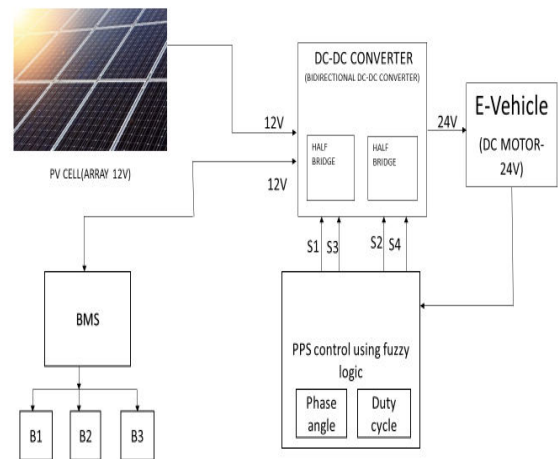 DC-DC CONVERTER
(BIDIRECTIONAL DC-DC CONVERTER)
12V
12V
HALF
BRIDGE
HALF
BRIDGE
24V
E-Vehicle
(DC MOTOR-
24V)
PV CELL(ARRAY 12V)
S1
S3
S2
S4
BMS
PPS control using fuzzy
logic
Phase
angle
Duty
cycle
B1
B2
B3